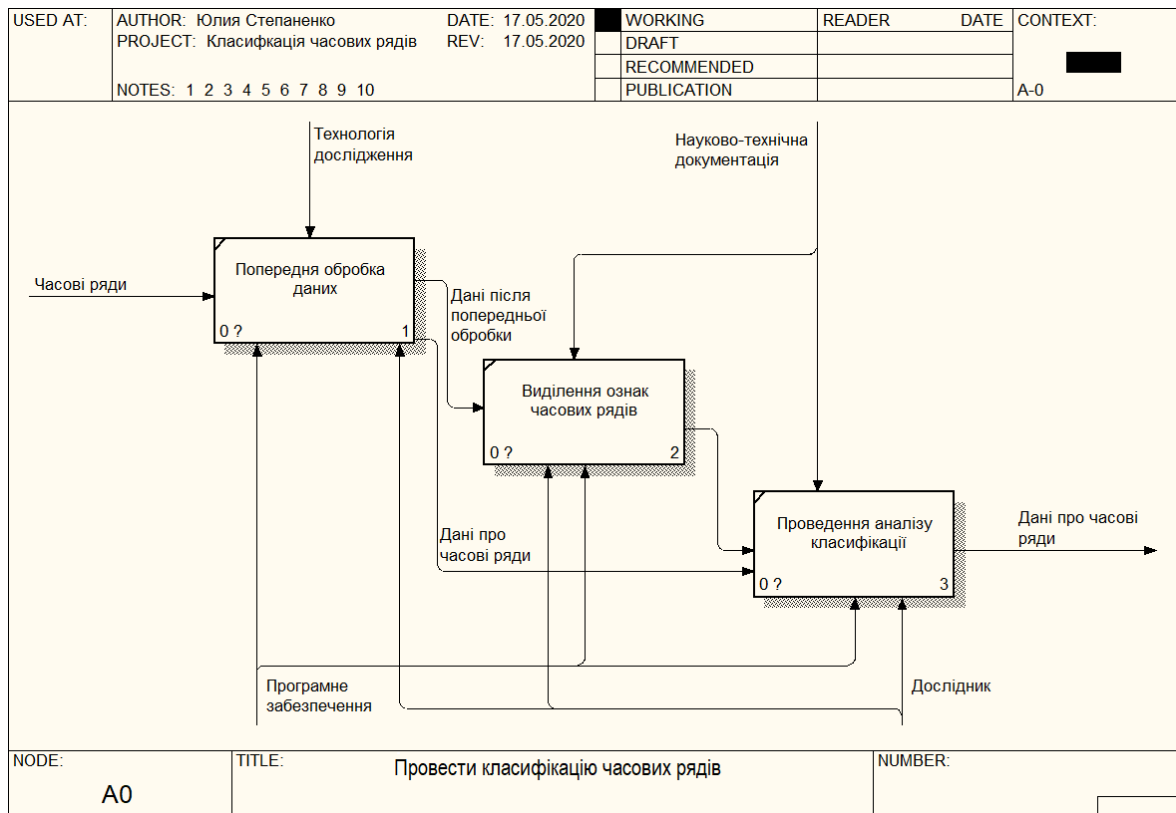 USED AT:
AUTHOR: Юлия Степаненко
DATE: 17.05.2020
PROJECT: Класифкація часових рядів
REV: 17.05.2020
NOTES: 1 2 3 4 5 6 7 8 9 10
WORKING
DRAFT
RECOMMENDED
PUBLICATION
READER DATE
CONTEXT:
A-0
Технологія
дослідження
Науково-технічна
документація
Часові ряди
Попередня обробка
даних
0 ? 1
Дані після
попередньої
обробки
Виділення ознак
часових рядів
0 ? 2
Дані про
часові ряди
Проведення аналізу
класифікації
0 ? 3
Дані про часові
ряди
Програмне
забезпечення
Дослідник
NODE:
A0
TITLE:
Провести класифікацію часових рядів
NUMBER: